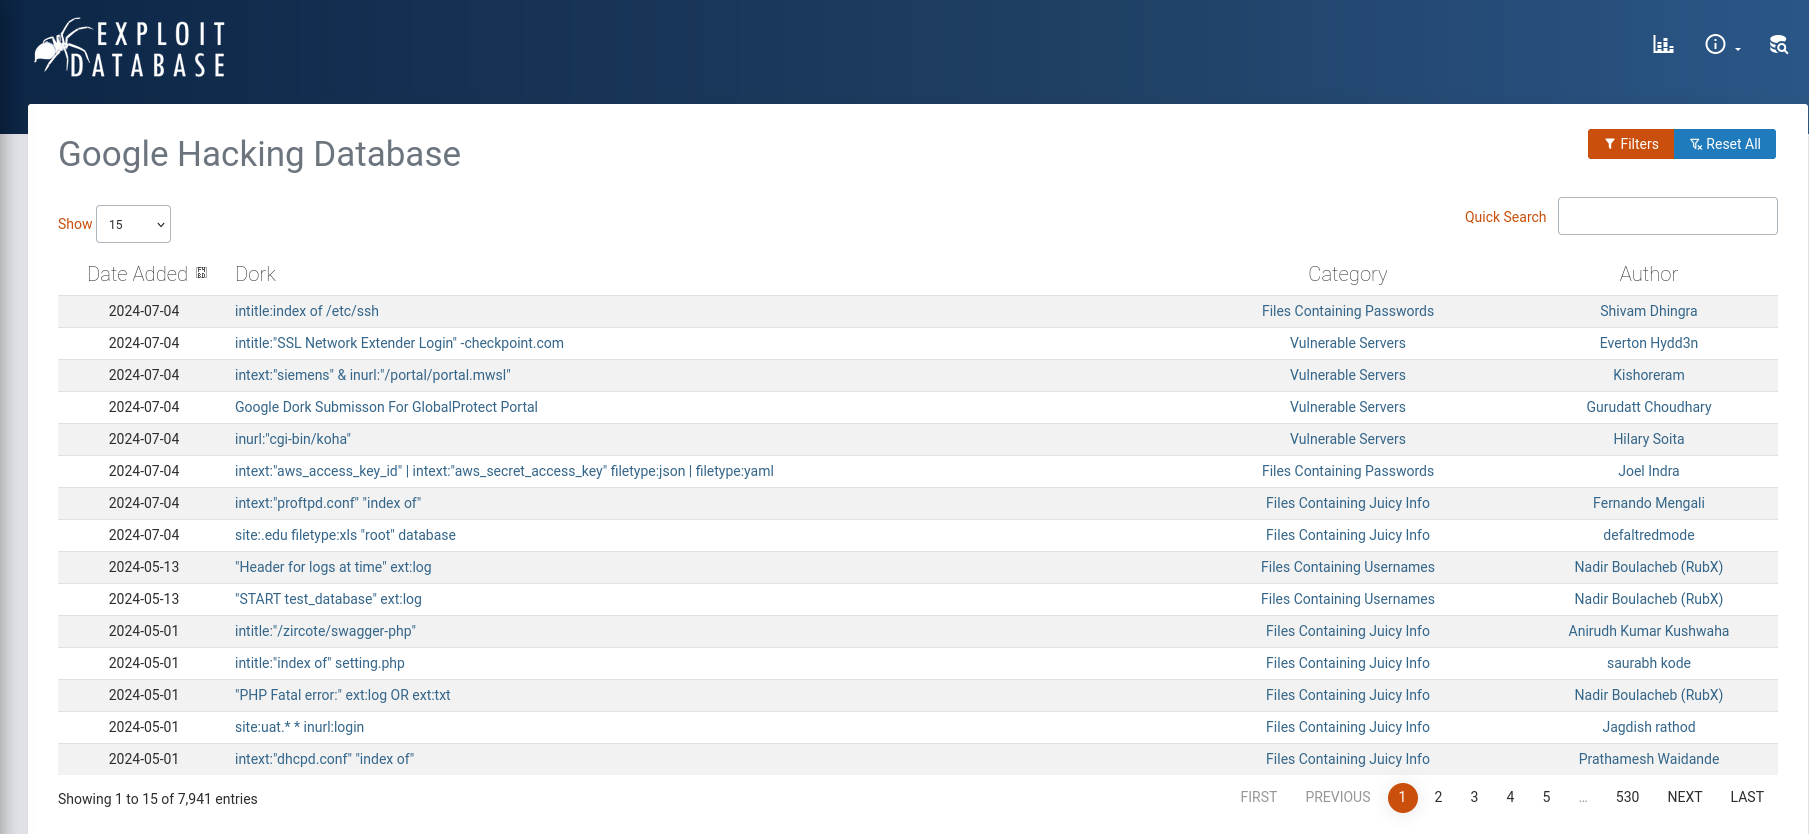 EXPLOIT
DATABASE
Google Hacking Database
Filters Reset All
Show 15 Quick Search
Date Added Dork Category Author
2024-07-04 intitle:index of /etc/ssh Files Containing Passwords Shivam Dhingra
2024-07-04 intitle:"SSL Network Extender Login" -checkpoint.com Vulnerable Servers Everton Hydd3n
2024-07-04 intext:"siemens" & inurl:"/portal/portal.mwsl" Vulnerable Servers Kishoreram
2024-07-04 Google Dork Submisson For GlobalProtect Portal Vulnerable Servers Gurudatt Choudhary
2024-07-04 inurl:"cgi-bin/koha" Vulnerable Servers Hilary Soita
2024-07-04 intext:"aws_access_key_id" | intext:"aws_secret_access_key" filetype:json | filetype:yaml Files Containing Passwords Joel Indra
2024-07-04 intext:"proftpd.conf" "index of" Files Containing Juicy Info Fernando Mengali
2024-07-04 site:.edu filetype:xls "root" database Files Containing Juicy Info defaltredmode
2024-05-13 "Header for logs at time" ext:log Files Containing Usernames Nadir Boulacheb (RubX)
2024-05-13 "START test_database" ext:log Files Containing Usernames Nadir Boulacheb (RubX)
2024-05-01 intitle:"/zircote/swagger-php" Files Containing Juicy Info Anirudh Kumar Kushwaha
2024-05-01 intitle:"index of" setting.php Files Containing Juicy Info saurabh kode
2024-05-01 "PHP Fatal error:" ext:log OR ext:txt Files Containing Juicy Info Nadir Boulacheb (RubX)
2024-05-01 site:uat.* * inurl:login Files Containing Juicy Info Jagdish rathod
2024-05-01 intext:"dhcpd.conf" "index of" Files Containing Juicy Info Prathamesh Waidande
Showing 1 to 15 of 7,941 entries FIRST PREVIOUS 1 2 3 4 5 … 530 NEXT LAST